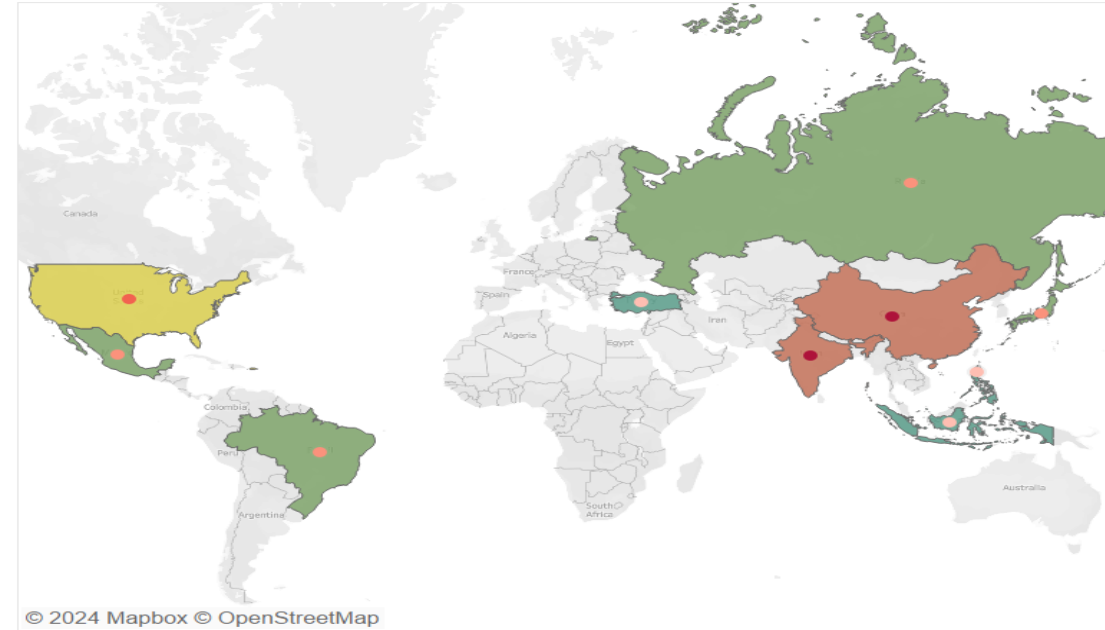 Canada
France
Spain
Algeria
Egypt
Iran
Colombia
Peru
Argentina
South
Africa
Australia
© 2024 Mapbox © OpenStreetMap